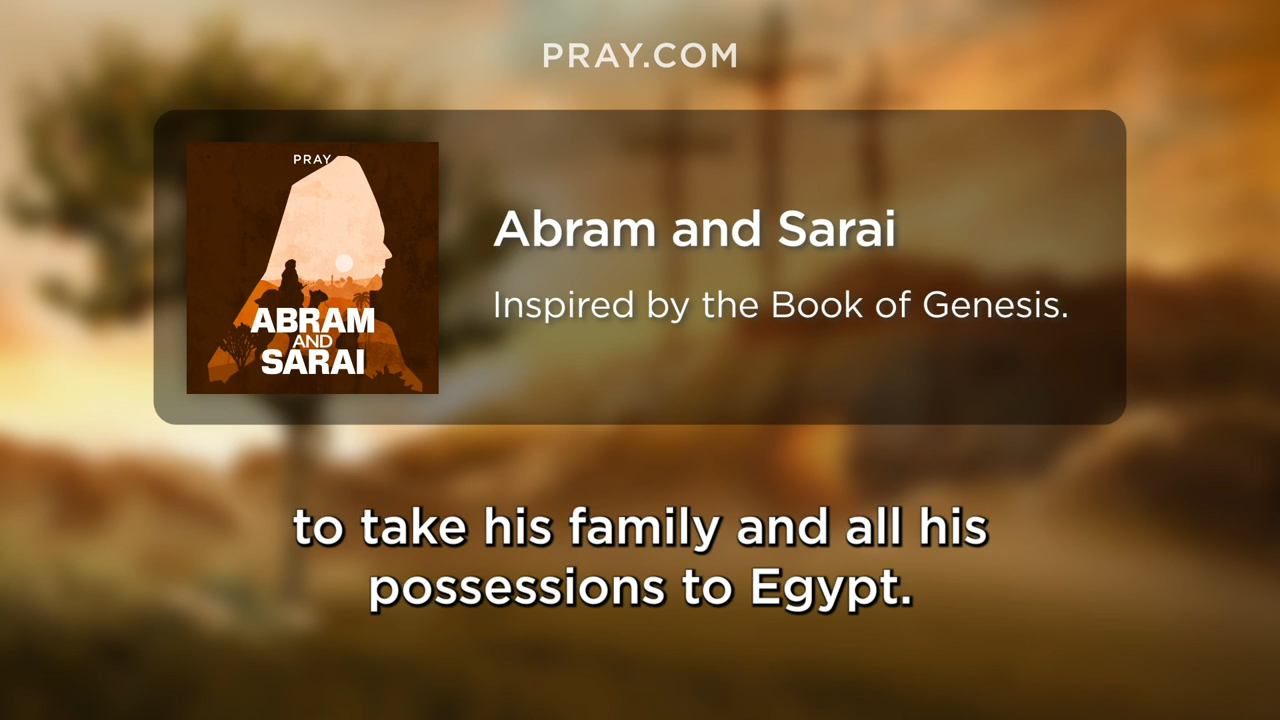 PRAY.COM
PRAY
ABRAM
AND
SARAI
Abram and Sarai
Inspired by the Book of Genesis.
to take his family and all his
possessions to Egypt.